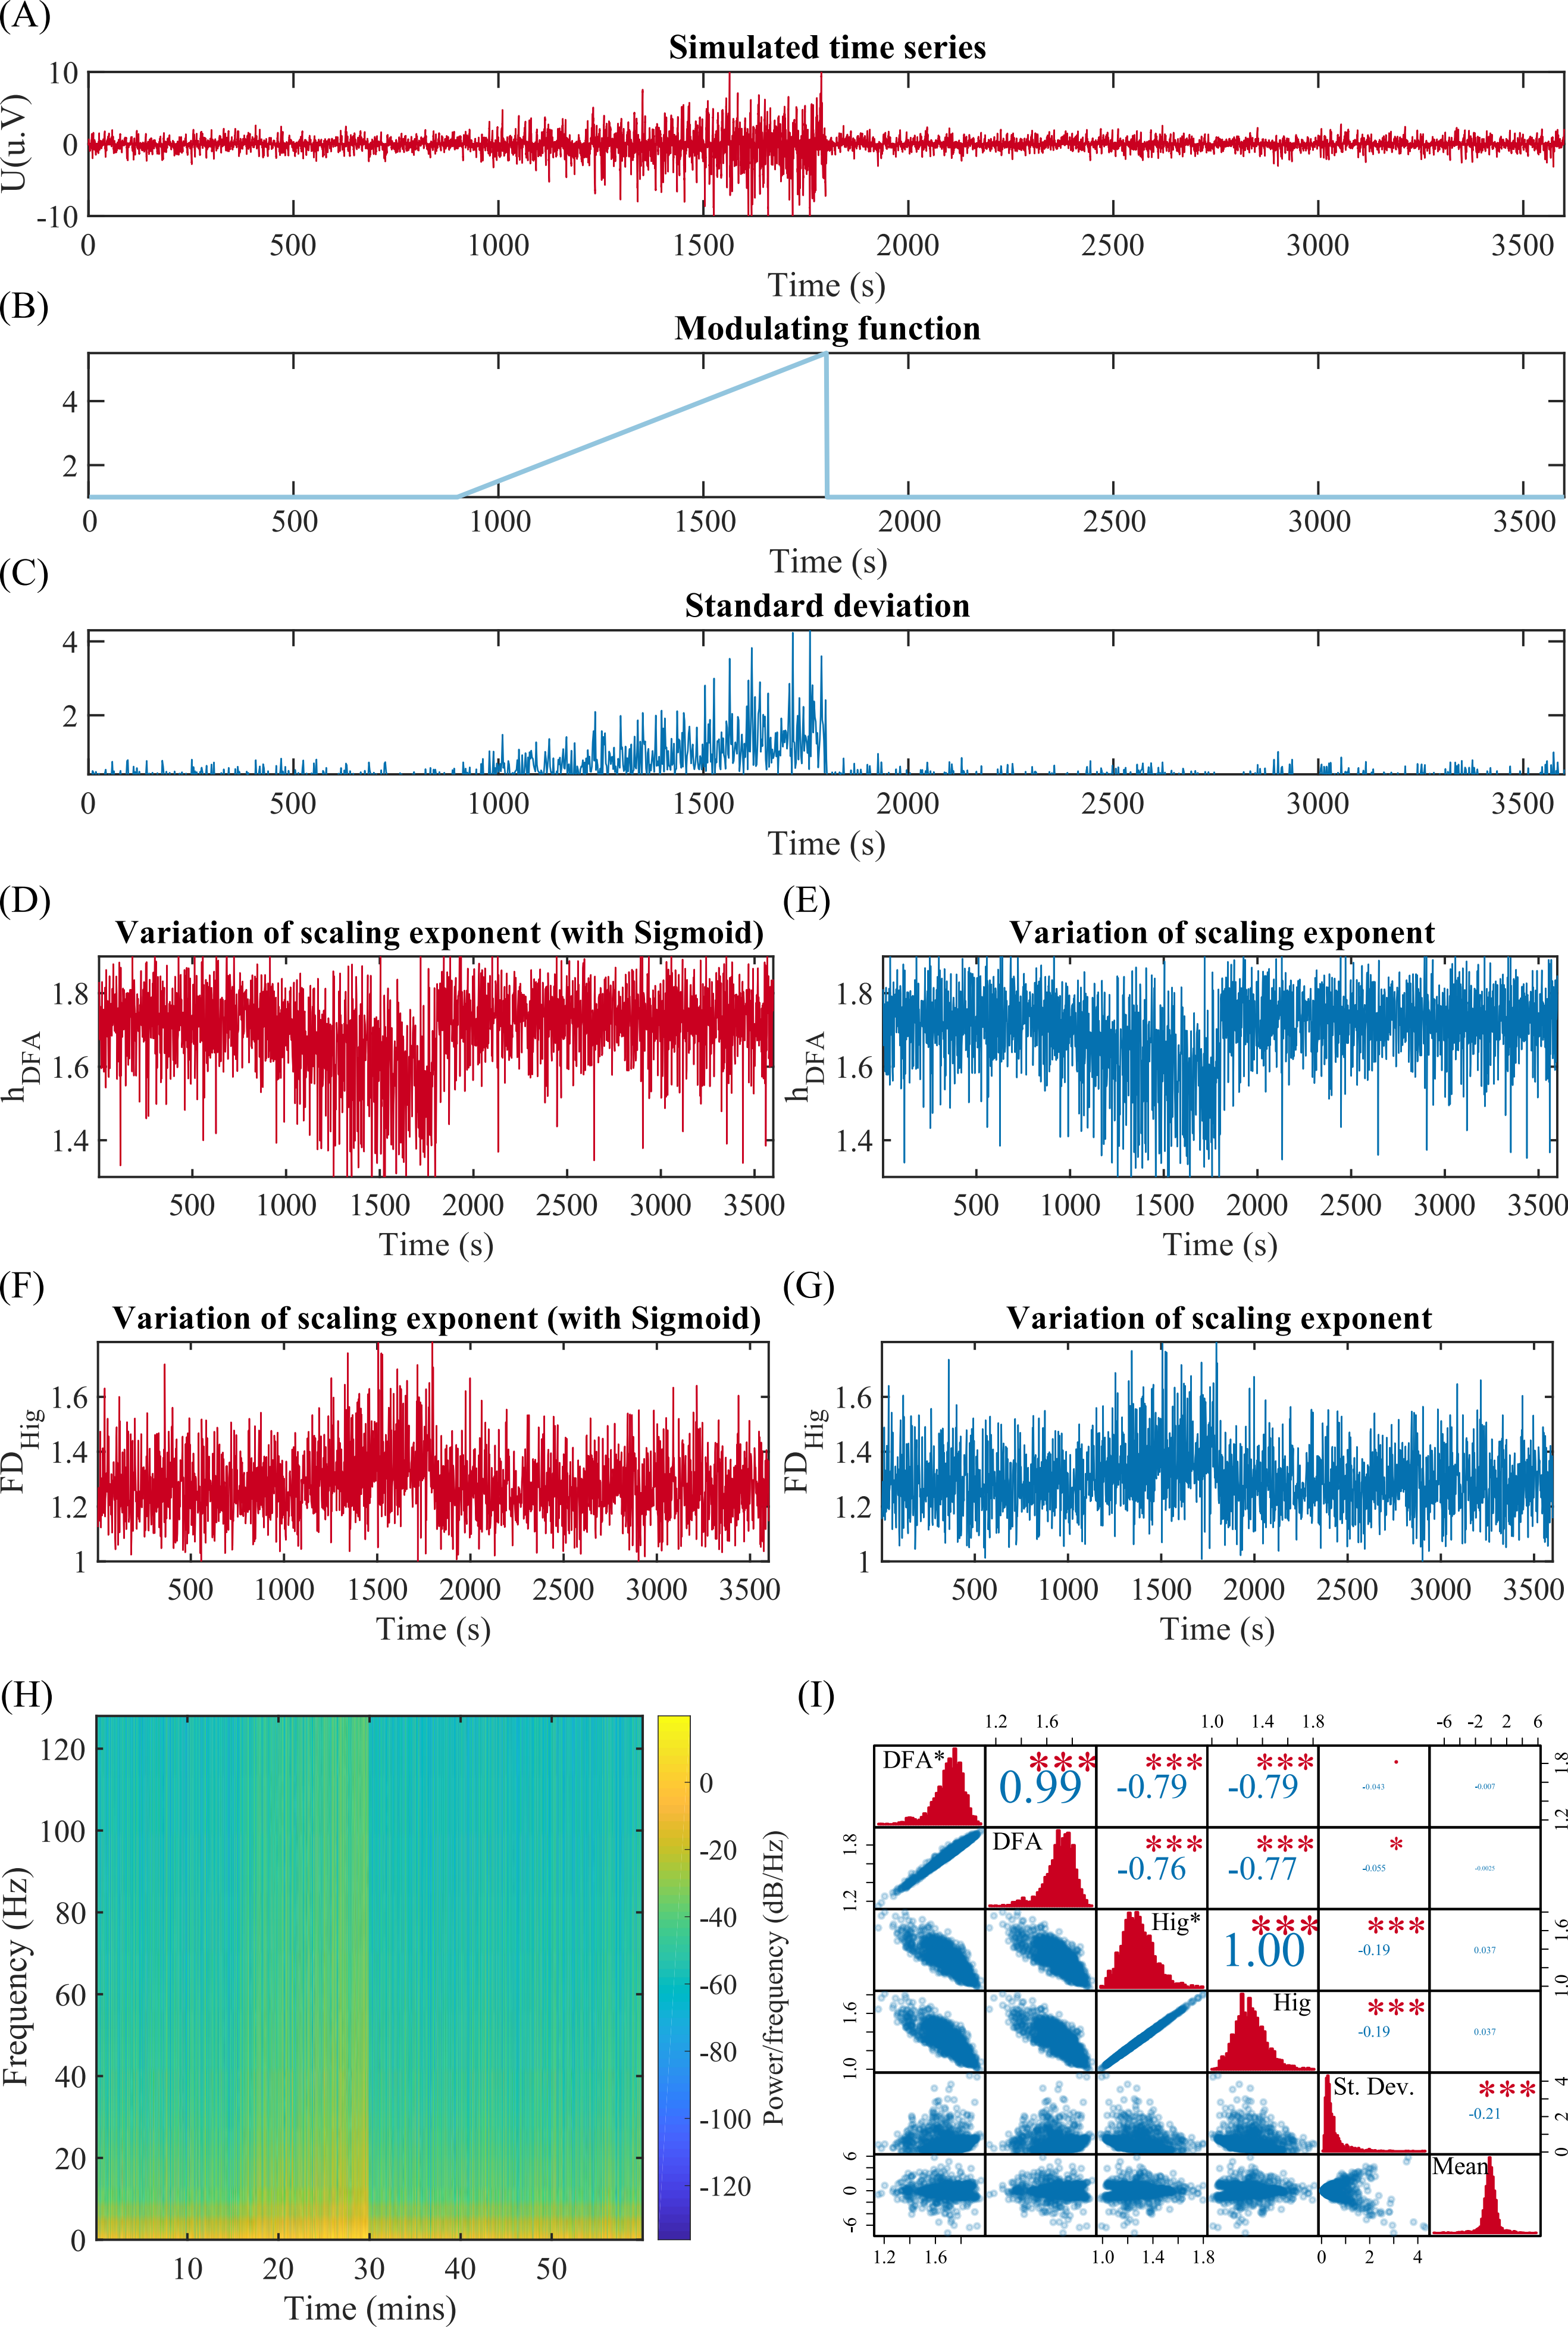 (A)
Simulated time series
10
0
-10
U(u.V)
0 500 1000 1500 2000 2500 3000 3500
Time (s)
(B)
Modulating function
4
2
0 500 1000 1500 2000 2500 3000 3500
Time (s)
(C)
Standard deviation
4
2
0 500 1000 1500 2000 2500 3000 3500
Time (s)
(D)
Variation of scaling exponent (with Sigmoid)
1.8
1.6
1.4
hDFA
500 1000 1500 2000 2500 3000 3500
Time (s)
(E)
Variation of scaling exponent
1.8
1.6
1.4
hDFA
500 1000 1500 2000 2500 3000 3500
Time (s)
(F)
Variation of scaling exponent (with Sigmoid)
1.6
1.4
1.2
1
FDHig
500 1000 1500 2000 2500 3000 3500
Time (s)
(G)
Variation of scaling exponent
1.6
1.4
1.2
1
FDHig
500 1000 1500 2000 2500 3000 3500
Time (s)
(H)
120
100
80
60
40
20
0
Frequency (Hz)
10 20 30 40 50
Time (mins)
0
-20
-40
-60
-80
-100
-120
Power/frequency (dB/Hz)
(I)
1.2 1.6 1.0 1.4 1.8 -6 -2 2 6
DFA* 0.99 *** -0.79 *** -0.79 *** -0.043 . -0.007 1.2 1.8
1.2 1.8 DFA -0.76 *** -0.77 *** -0.055 * -0.0025
Hig* 1.00 *** -0.19 *** 0.037 1.0 1.6
1.0 1.6 Hig -0.19 *** 0.037
St. Dev. -0.21 *** 0 2 4
-6 0 6 Mean
1.2 1.6 1.0 1.4 1.8 0 2 4